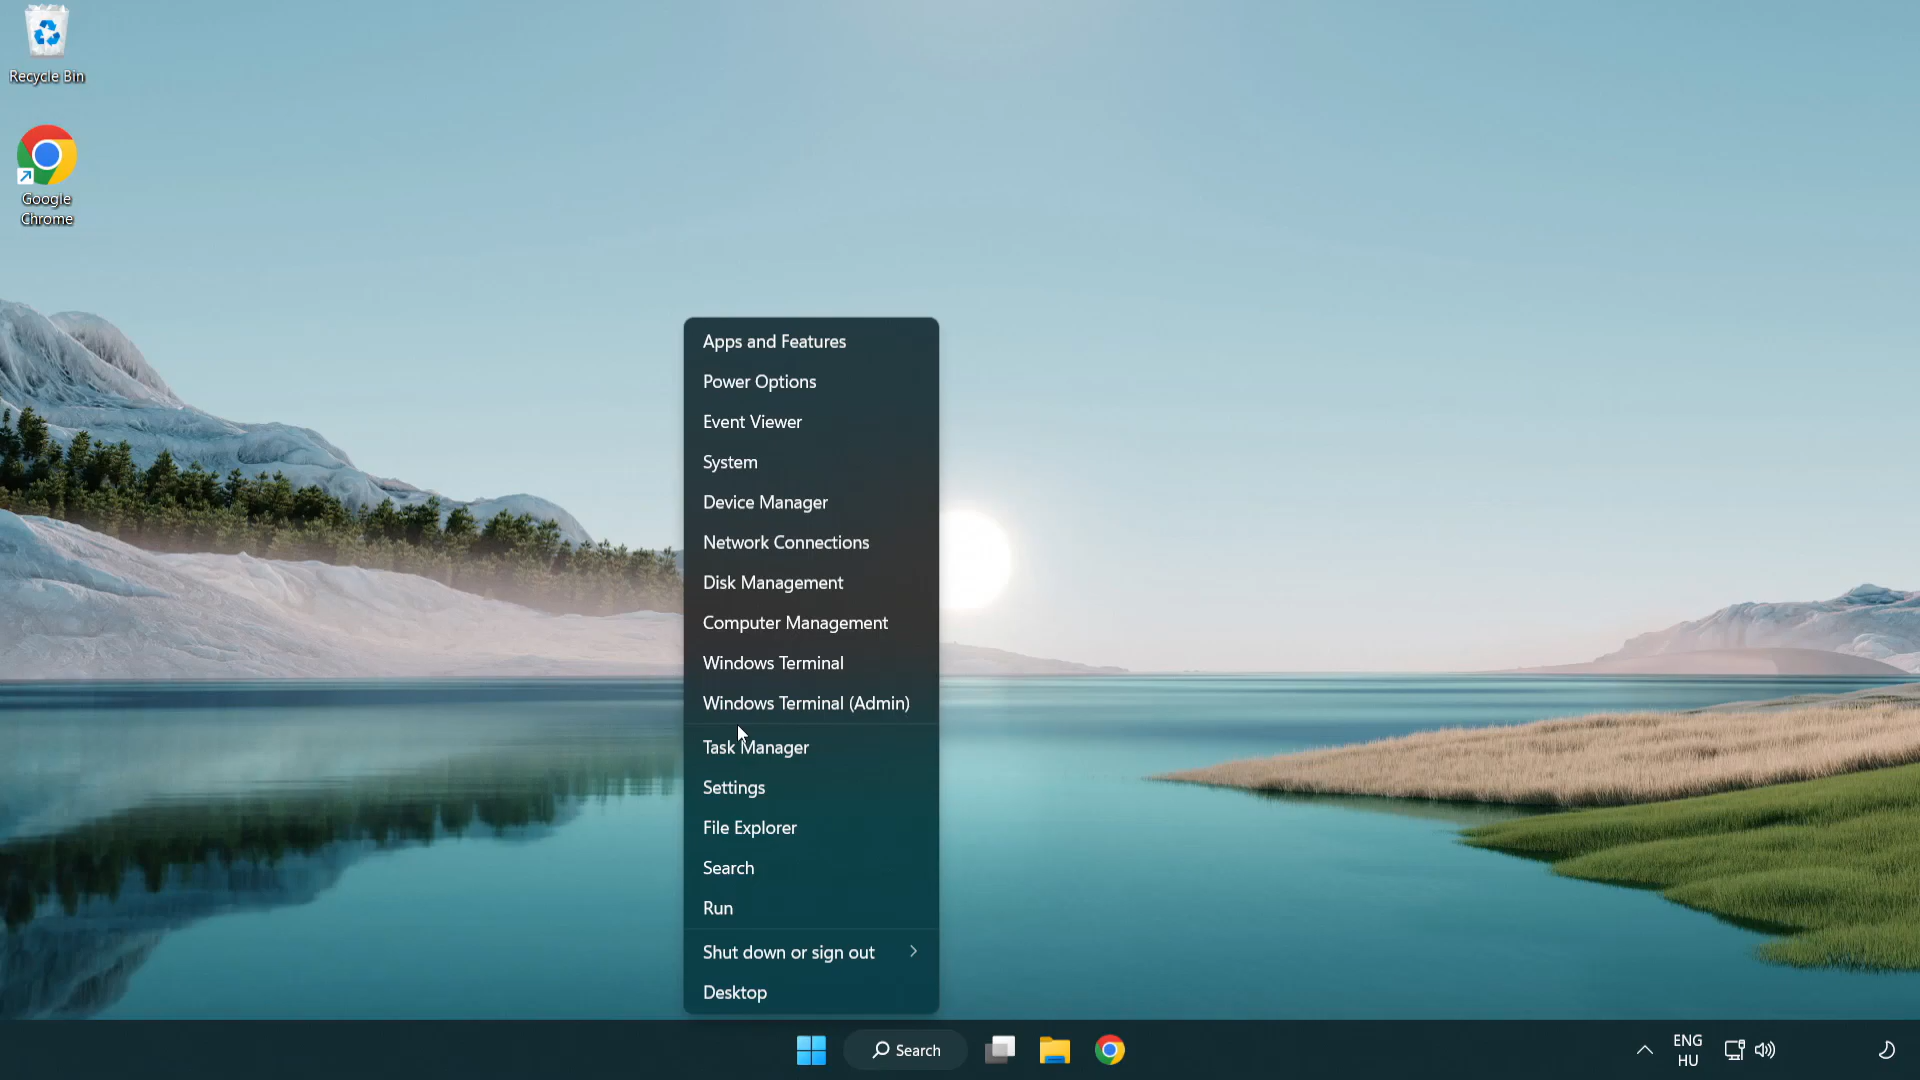 Recycle Bin
Google
Chrome
Apps and Features
Power Options
Event Viewer
System
Device Manager
Network Connections
Disk Management
Computer Management
Windows Terminal
Windows Terminal (Admin)
Task Manager
Settings
File Explorer
Search
Run
Shut down or sign out
Desktop
Search
ENG
HU